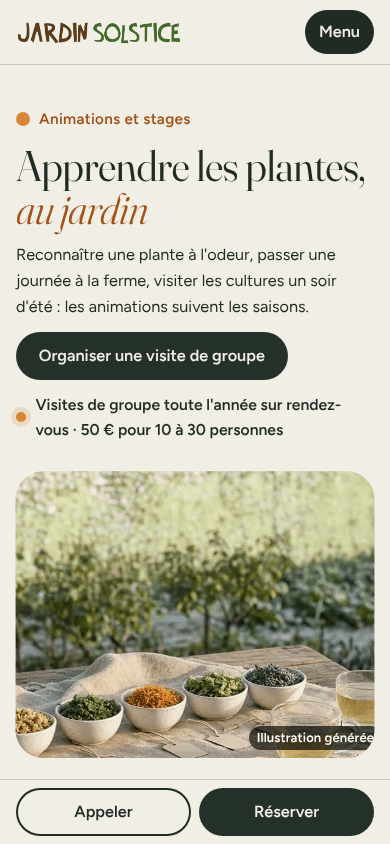 JARDIN SOLSTICE
Menu
Animations et stages
Apprendre les plantes,
au jardin
Reconnaître une plante à l'odeur, passer une
journée à la ferme, visiter les cultures un soir
d'été : les animations suivent les saisons.
Organiser une visite de groupe
Visites de groupe toute l'année sur rendez-
vous · 50 € pour 10 à 30 personnes
Illustration générée
Appeler
Réserver